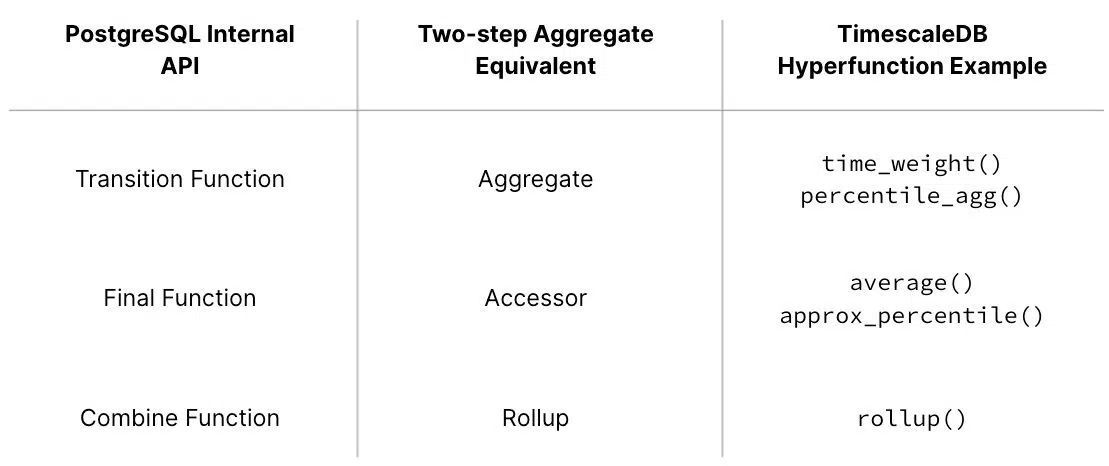 PostgreSQL Internal
API
Two-step Aggregate
Equivalent
TimescaleDB
Hyperfunction Example
Transition Function
Aggregate
time_weight()
percentile_agg()
Final Function
Accessor
average()
approx_percentile()
Combine Function
Rollup
rollup()